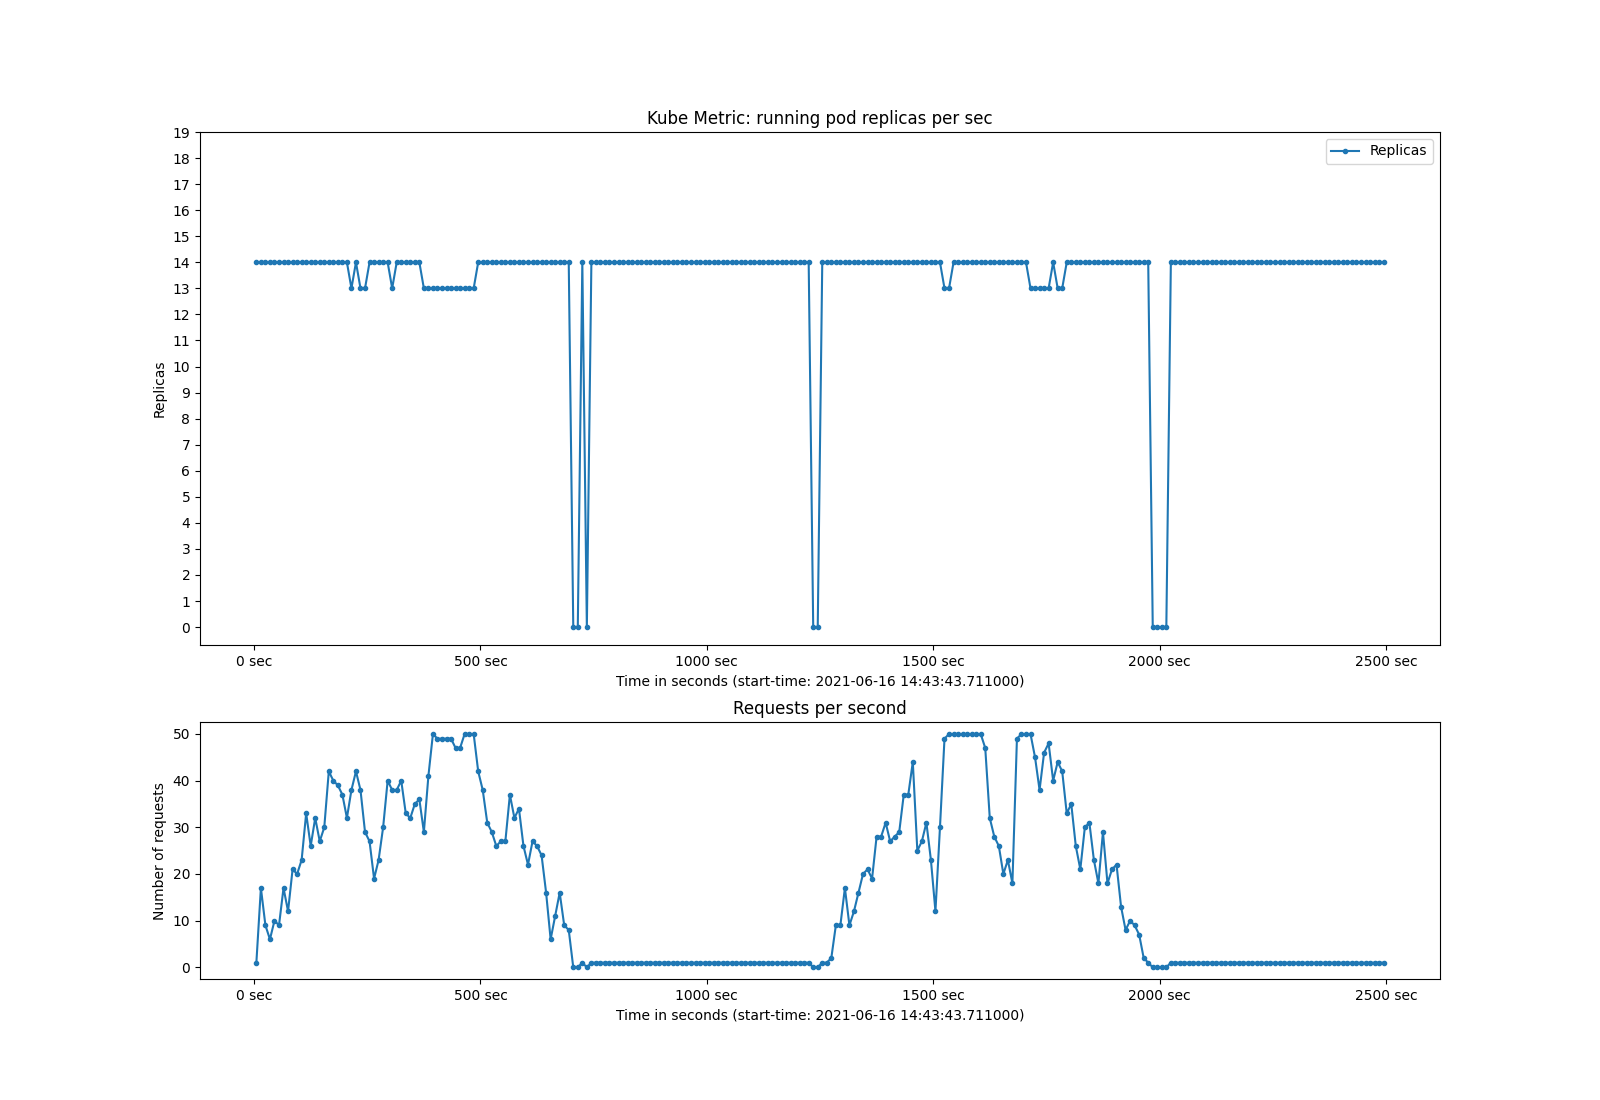 Kube Metric: running pod replicas per sec
Replicas
19
18
17
16
15
14
13
12
11
10
9
8
7
6
5
4
3
2
1
0
Replicas
0 sec 500 sec 1000 sec 1500 sec 2000 sec 2500 sec
Time in seconds (start-time: 2021-06-16 14:43:43.711000)
Requests per second
50
40
30
20
10
0
Number of requests
0 sec 500 sec 1000 sec 1500 sec 2000 sec 2500 sec
Time in seconds (start-time: 2021-06-16 14:43:43.711000)